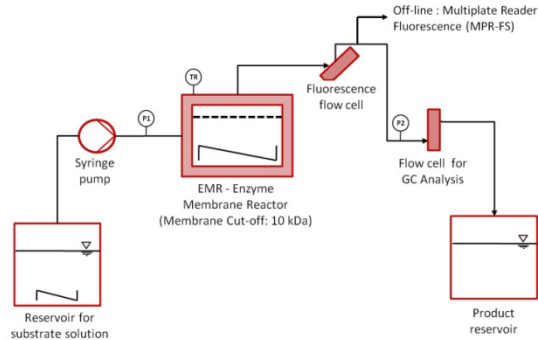 Off-line : Multiplate Reader
Fluorescence (MPR-FS)
TR
Fluorescence
flow cell
P1
P2
Syringe
pump
Flow cell for
GC Analysis
EMR - Enzyme
Membrane Reactor
(Membrane Cut-off: 10 kDa)
Reservoir for
substrate solution
Product
reservoir